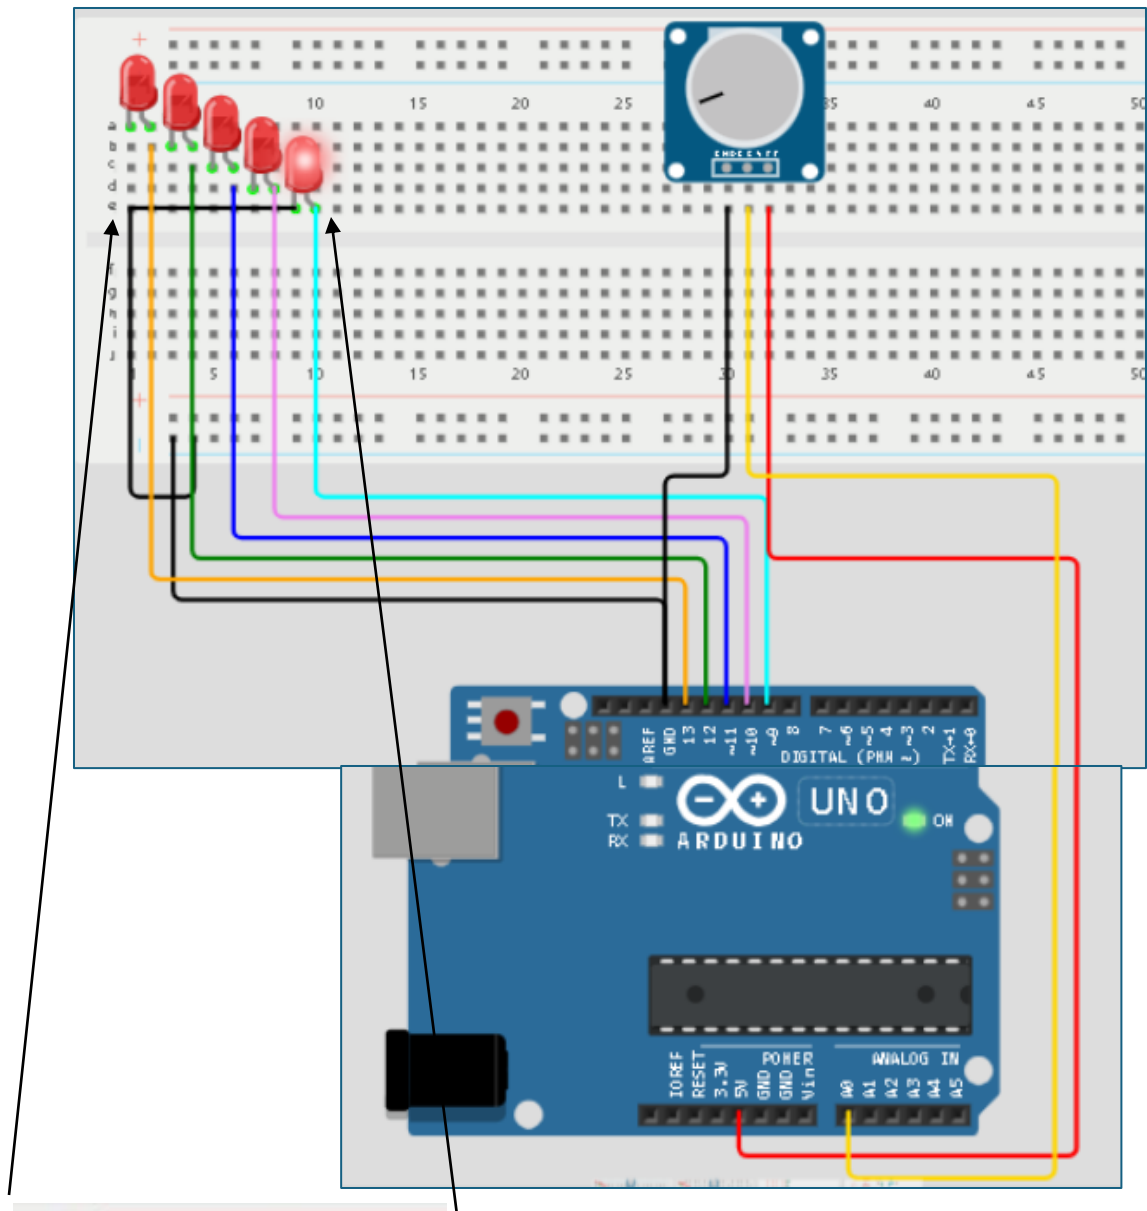 +
10 15 20 25 35 40 45 50
a
b
c
d
e
f
g
h
i
j
1 5 10 15 20 25 30 35 40 45 50
+
AREF
GND
13
12
~11
~10
~9
8
7
~6
~5
4
~3
2
TX→1
RX←0
DIGITAL (PWM ~)
L
TX
RX
ARDUINO
UNO
ON
IOREF
RESET
3.3V
5V
GND
GND
Vin
POWER
ANALOG IN
A0
A1
A2
A3
A4
A5